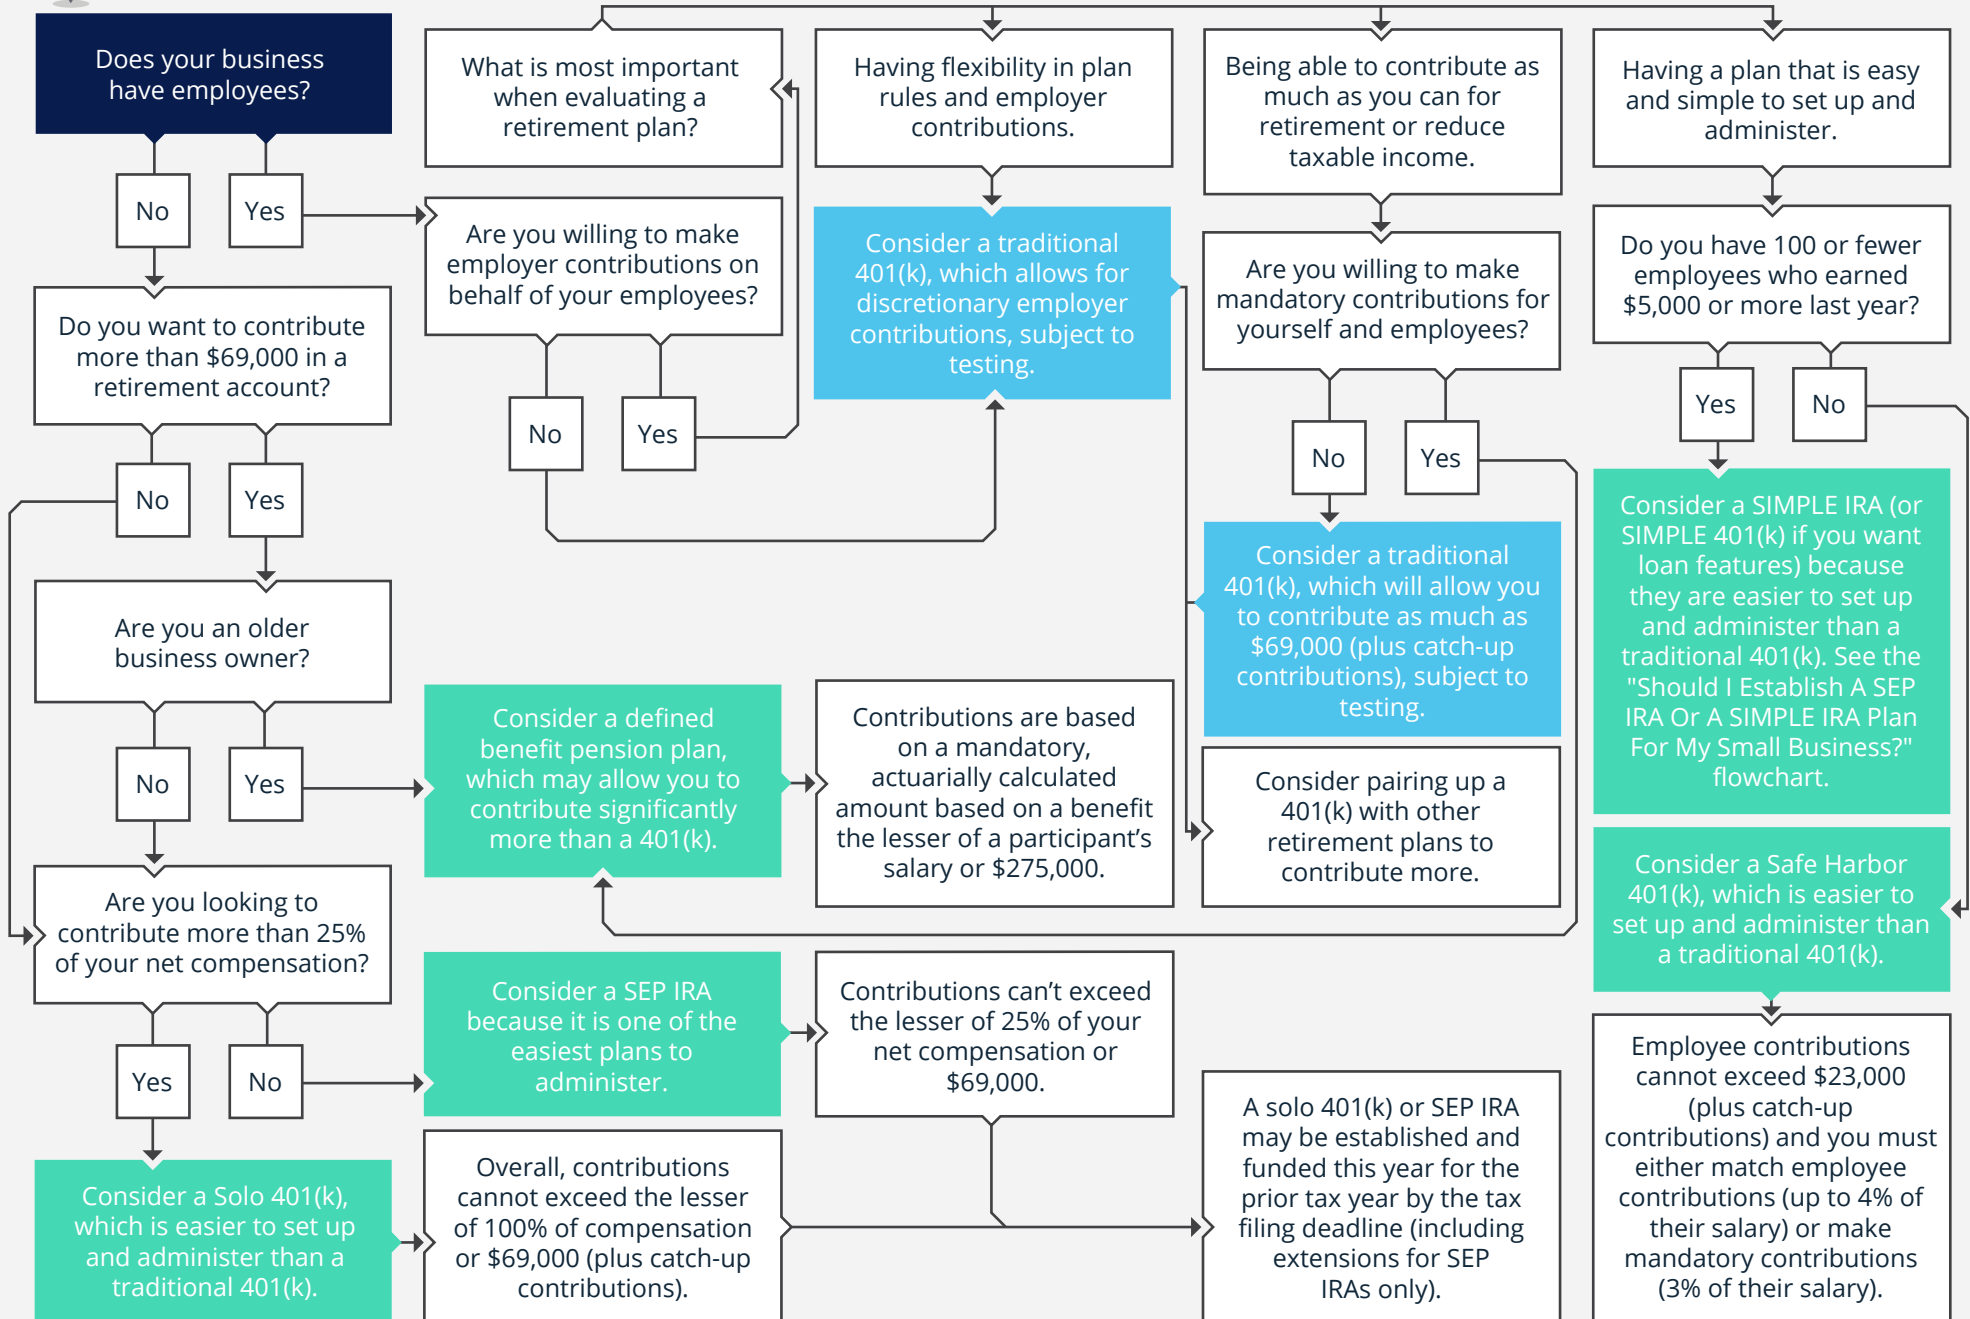 Does your business
have employees?
No
Yes
Do you want to contribute
more than $69,000 in a
retirement account?
No
Yes
Are you an older
business owner?
No
Yes
Are you looking to
contribute more than 25%
of your net compensation?
Yes
No
Consider a Solo 401(k),
which is easier to set up
and administer than a
traditional 401(k).
What is most important
when evaluating a
retirement plan?
Are you willing to make
employer contributions on
behalf of your employees?
No
Yes
Consider a defined
benefit pension plan,
which may allow you to
contribute significantly
more than a 401(k).
Consider a SEP IRA
because it is one of the
easiest plans to
administer.
Overall, contributions
cannot exceed the lesser
of 100% of compensation
or $69,000 (plus catch-up
contributions).
Having flexibility in plan
rules and employer
contributions.
Consider a traditional
401(k), which allows for
discretionary employer
contributions, subject to
testing.
Contributions are based
on a mandatory,
actuarially calculated
amount based on a benefit
the lesser of a participant’s
salary or $275,000.
Contributions can’t exceed
the lesser of 25% of your
net compensation or
$69,000.
Being able to contribute as
much as you can for
retirement or reduce
taxable income.
Are you willing to make
mandatory contributions for
yourself and employees?
No
Yes
Consider a traditional
401(k), which will allow you
to contribute as much as
$69,000 (plus catch-up
contributions), subject to
testing.
Consider pairing up a
401(k) with other
retirement plans to
contribute more.
A solo 401(k) or SEP IRA
may be established and
funded this year for the
prior tax year by the tax
filing deadline (including
extensions for SEP
IRAs only).
Having a plan that is easy
and simple to set up and
administer.
Do you have 100 or fewer
employees who earned
$5,000 or more last year?
Yes
No
Consider a SIMPLE IRA (or
SIMPLE 401(k) if you want
loan features) because
they are easier to set up
and administer than a
traditional 401(k). See the
"Should I Establish A SEP
IRA Or A SIMPLE IRA Plan
For My Small Business?"
flowchart.
Consider a Safe Harbor
401(k), which is easier to
set up and administer than
a traditional 401(k).
Employee contributions
cannot exceed $23,000
(plus catch-up
contributions) and you must
either match employee
contributions (up to 4% of
their salary) or make
mandatory contributions
(3% of their salary).